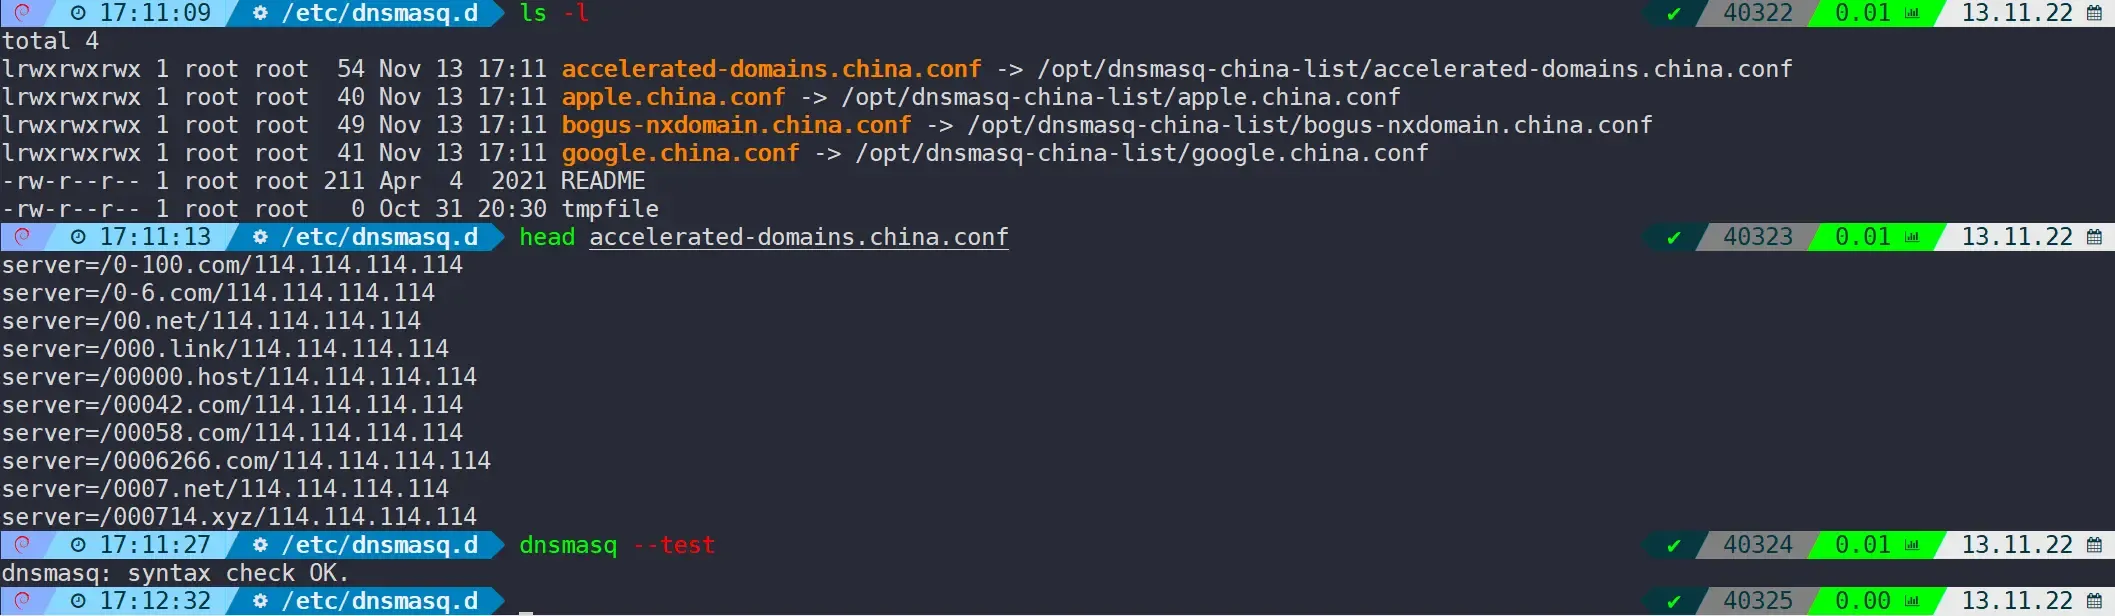 17:11:09 /etc/dnsmasq.d ls -l ✔ 40322 0.01 13.11.22
total 4
lrwxrwxrwx 1 root root  54 Nov 13 17:11 accelerated-domains.china.conf -> /opt/dnsmasq-china-list/accelerated-domains.china.conf
lrwxrwxrwx 1 root root  40 Nov 13 17:11 apple.china.conf -> /opt/dnsmasq-china-list/apple.china.conf
lrwxrwxrwx 1 root root  49 Nov 13 17:11 bogus-nxdomain.china.conf -> /opt/dnsmasq-china-list/bogus-nxdomain.china.conf
lrwxrwxrwx 1 root root  41 Nov 13 17:11 google.china.conf -> /opt/dnsmasq-china-list/google.china.conf
-rw-r--r-- 1 root root 211 Apr  4  2021 README
-rw-r--r-- 1 root root   0 Oct 31 20:30 tmpfile
17:11:13 /etc/dnsmasq.d head accelerated-domains.china.conf ✔ 40323 0.01 13.11.22
server=/0-100.com/114.114.114.114
server=/0-6.com/114.114.114.114
server=/00.net/114.114.114.114
server=/000.link/114.114.114.114
server=/00000.host/114.114.114.114
server=/00042.com/114.114.114.114
server=/00058.com/114.114.114.114
server=/0006266.com/114.114.114.114
server=/0007.net/114.114.114.114
server=/000714.xyz/114.114.114.114
17:11:27 /etc/dnsmasq.d dnsmasq --test ✔ 40324 0.01 13.11.22
dnsmasq: syntax check OK.
17:12:32 /etc/dnsmasq.d ✔ 40325 0.00 13.11.22